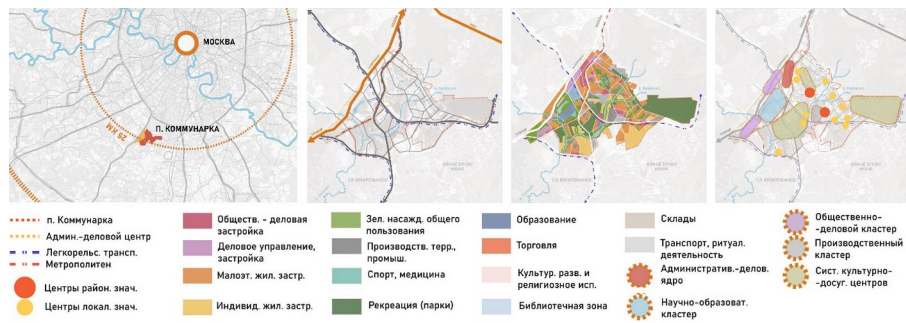 МОСКВА
П. КОММУНАРКА
25 КМ
п. Коммунарка
Админ.-деловой центр
Легкорельс. трансп.
Метрополитен
Центры район. знач.
Центры локал. знач.
Обществ. - деловая
застройка
Деловое управление,
застройка
Малоэт. жил. застр.
Индивид. жил. застр.
Зел. насажд. общего
пользования
Производств. терр.,
промыш.
Спорт, медицина
Рекреация (парки)
Образование
Торговля
Культур. разв. и
религиозное исп.
Библиотечная зона
Склады
Транспорт, ритуал.
деятельность
Административ.-делов.
ядро
Научно-образоват.
кластер
Общественно-
-деловой кластер
Производственный
кластер
Сист. культурно-
-досуг. центров